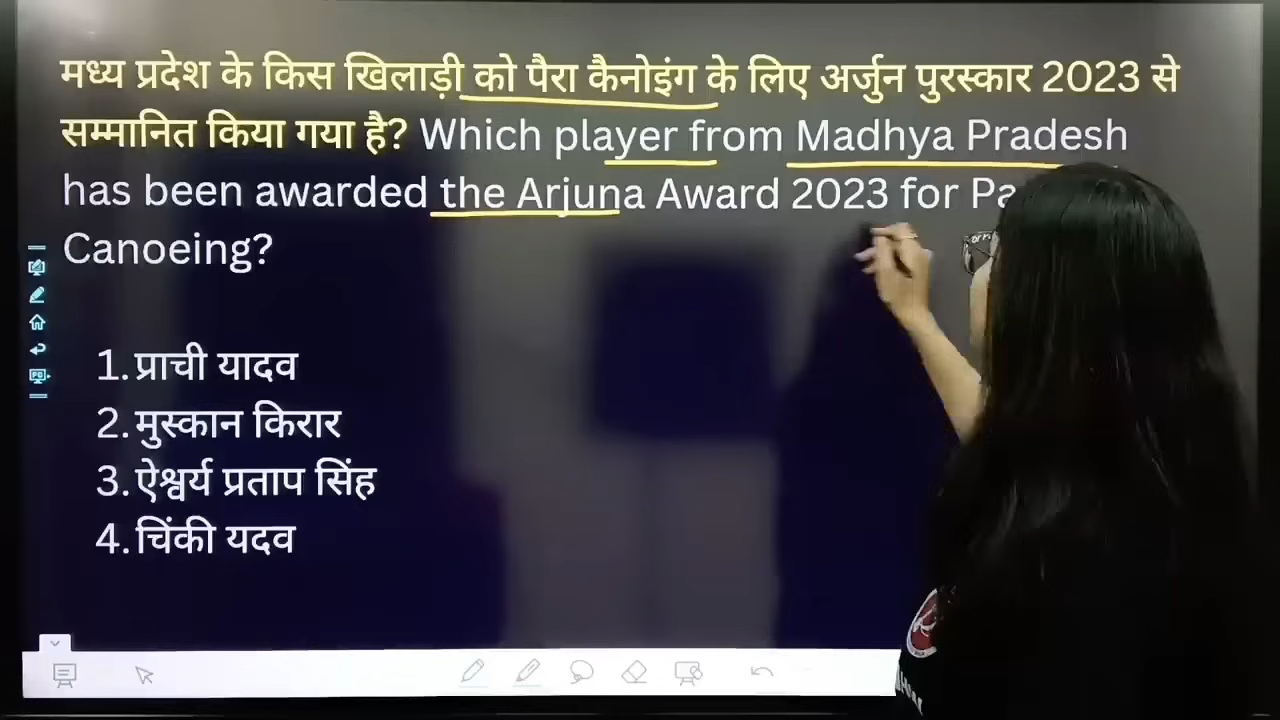 मध्य प्रदेश के किस खिलाड़ी को पैरा कैनोइंग के लिए अर्जुन पुरस्कार 2023 से
सम्मानित किया गया है? Which player from Madhya Pradesh
has been awarded the Arjuna Award 2023 for Pa
Canoeing?
1. प्राची यादव
2. मुस्कान किरार
3. ऐश्वर्य प्रताप सिंह
4. चिंकी यदव